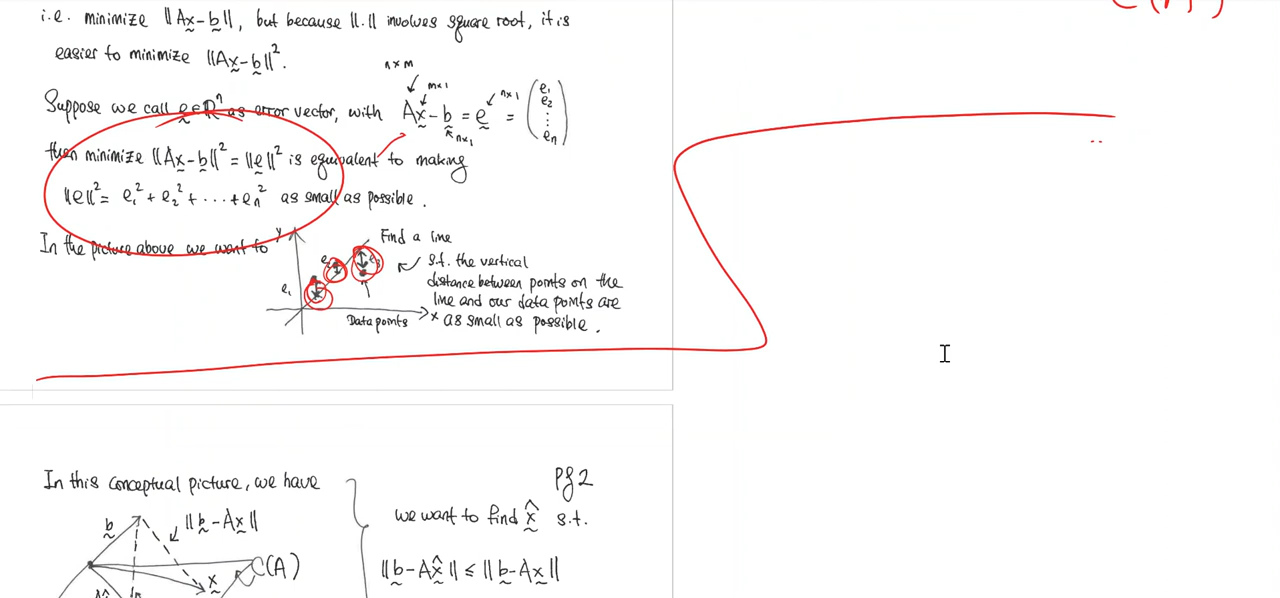 i.e. minimize ||Ax-b||, but because ||.|| involves square root, it is
easier to minimize ||Ax-b||².
n×m
m×1
Suppose we call e∈Rⁿ as error vector, with Ax-b = e = (e₁ e₂ ⋮ eₙ)
n×1
n×1
then minimize ||Ax-b||² = ||e||² is equivalent to making
||e||² = e₁² + e₂² + ... + eₙ² as small as possible.
In the picture above we want to
y
Find a line
s.t. the vertical
distance between points on the
line and our data points are
as small as possible.
e₁
e₂
e₃
Data points
x
In this conceptual picture, we have
b
||b-Ax||
C(A)
x
Pg 2
we want to find x̂ s.t.
||b-Ax̂|| ≤ ||b-Ax||